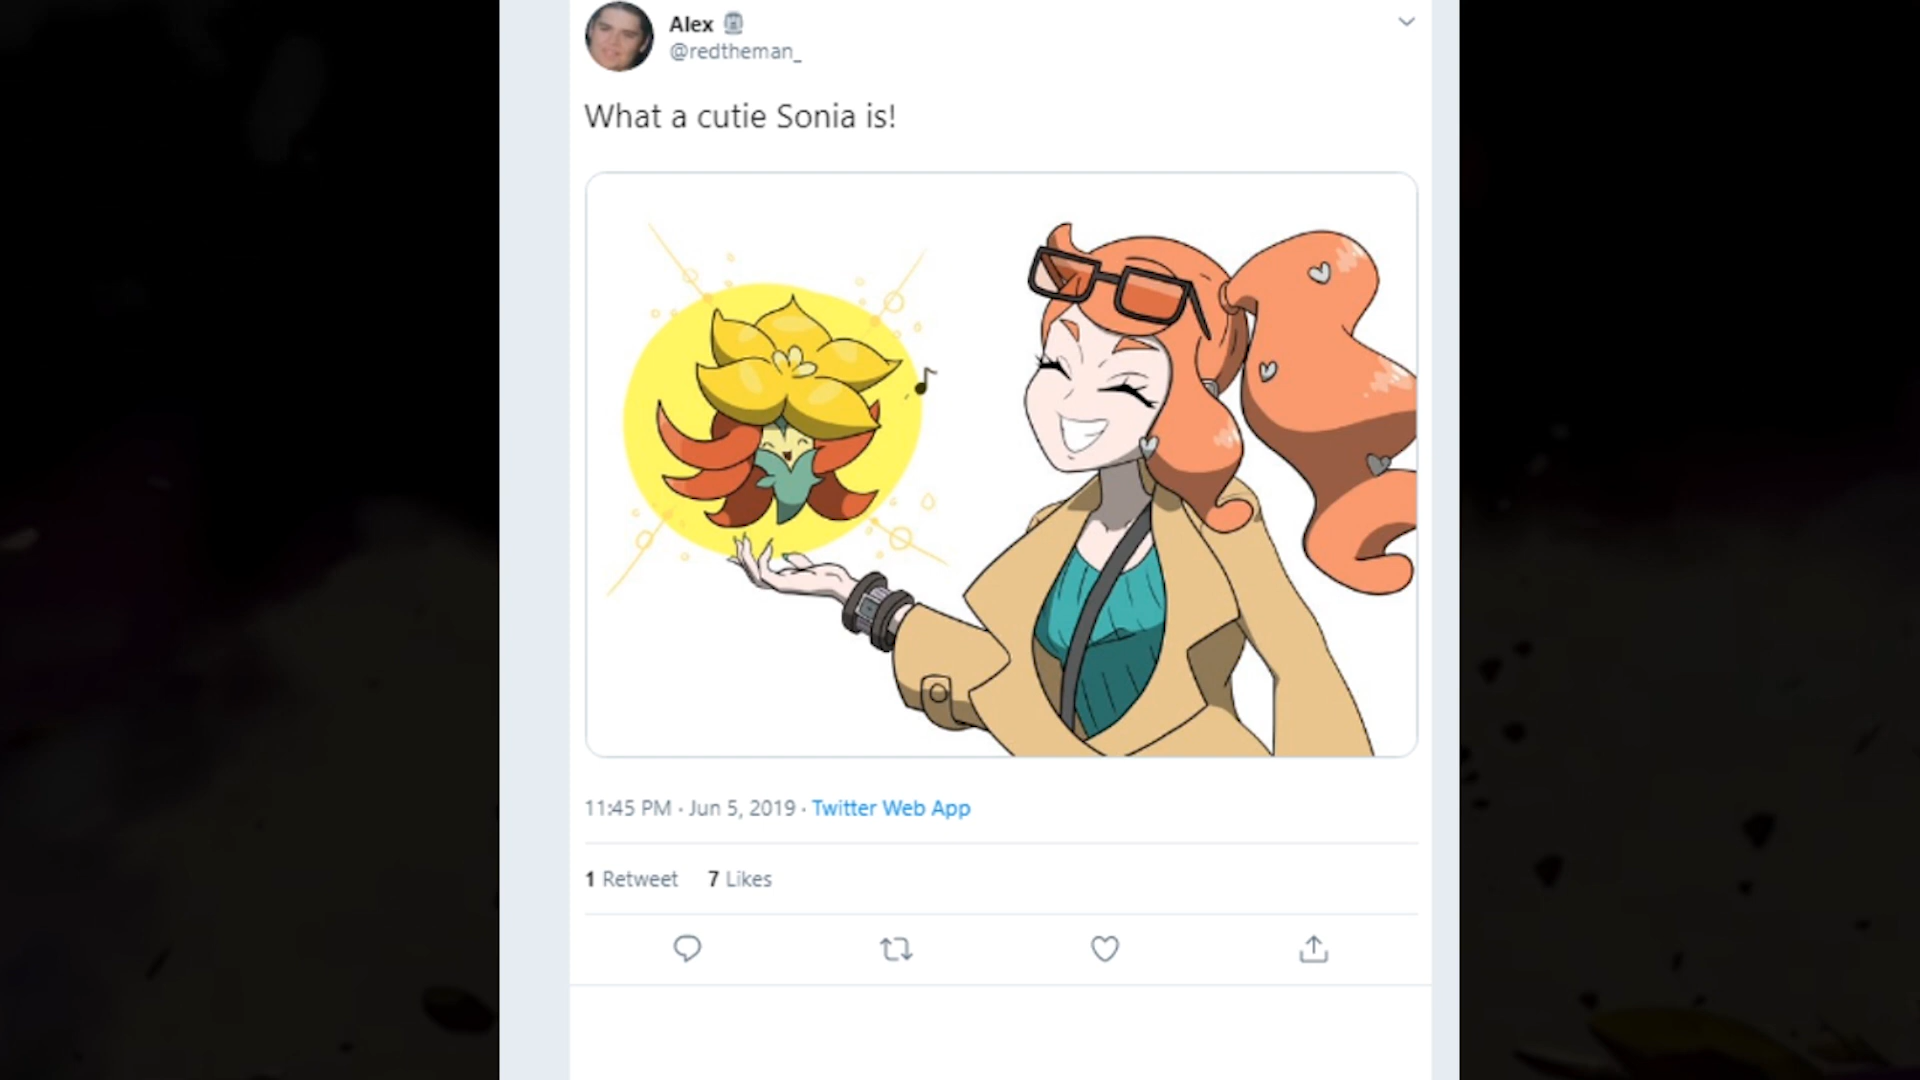 Alex
@redtheman_
What a cutie Sonia is!
11:45 PM · Jun 5, 2019 · Twitter Web App
1 Retweet 7 Likes